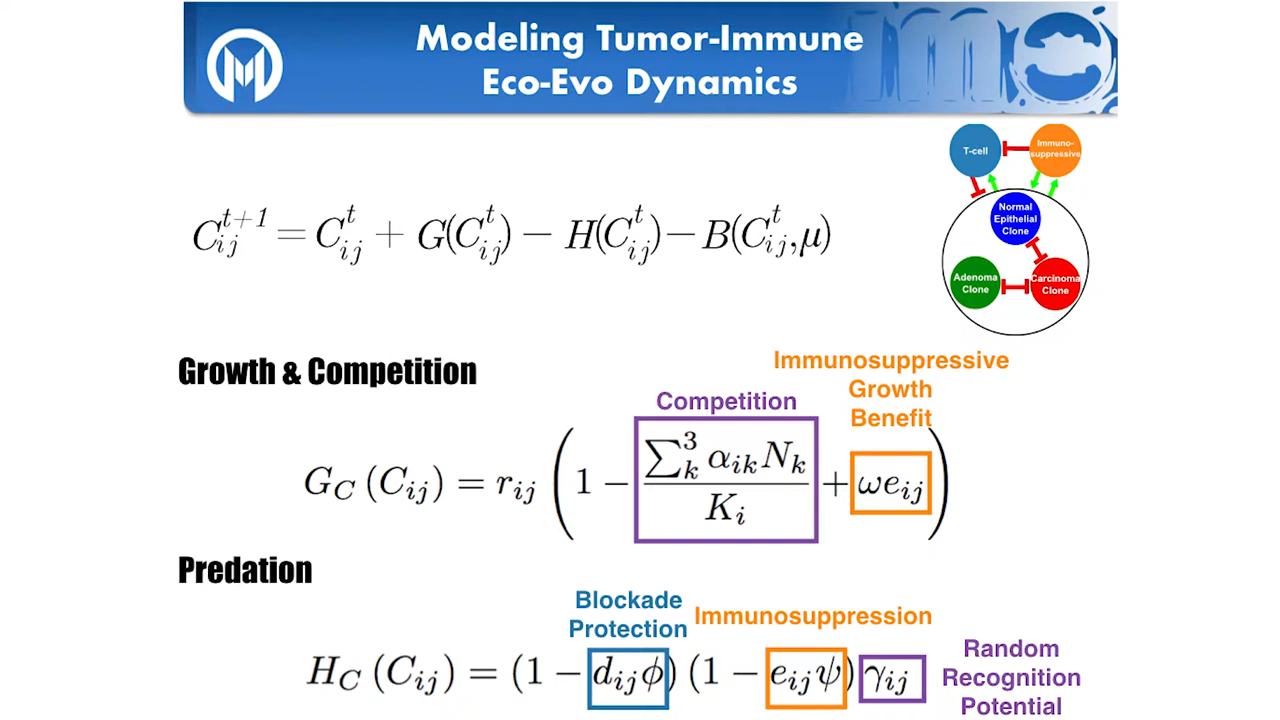 Modeling Tumor-Immune
Eco-Evo Dynamics
T-cell
Immuno-
suppressive
Normal
Epithelial
Clone
Adenoma
Clone
Carcinoma
Clone
C_{ij}^{t+1} = C_{ij}^{t} + G(C_{ij}^{t}) − H(C_{ij}^{t}) − B(C_{ij}^{t}, μ)
Growth & Competition
Competition
Immunosuppressive
Growth
Benefit
G_C (C_{ij}) = r_{ij} (1 − \frac{∑_k^3 α_{ik} N_k}{K_i} + ωe_{ij})
Predation
Blockade
Protection
Immunosuppression
Random
Recognition
Potential
H_C (C_{ij}) = (1 − d_{ij}φ) (1 − e_{ij}ψ) γ_{ij}